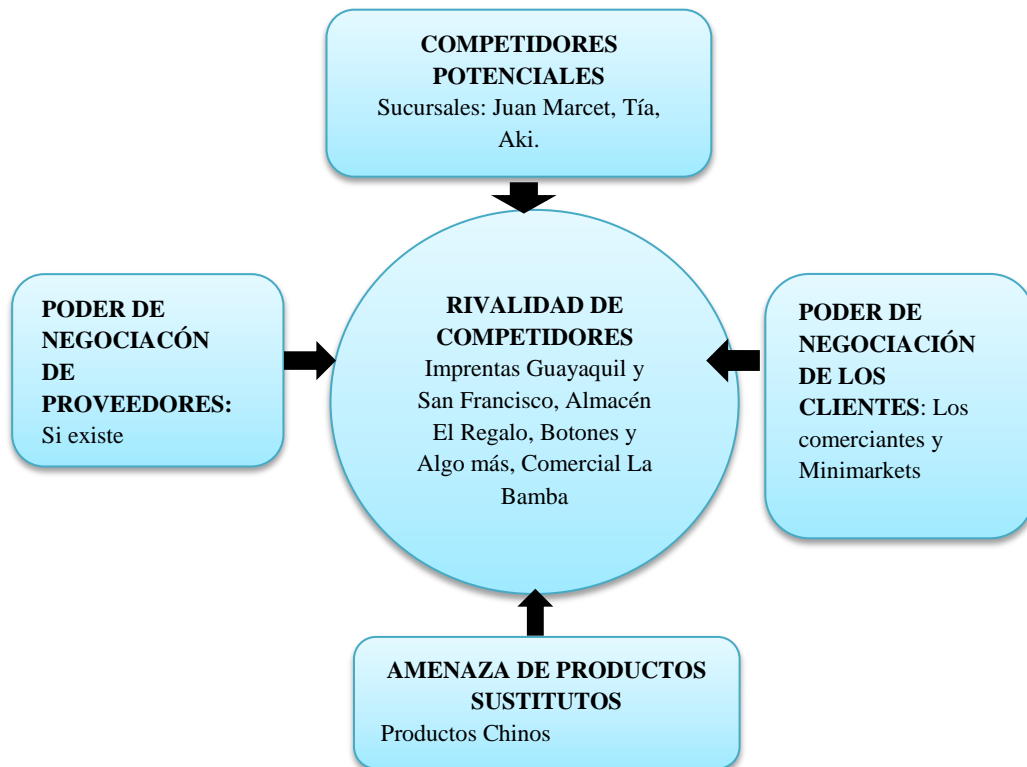 COMPETIDORES
POTENCIALES
Sucursales: Juan Marcet, Tía,
Aki.
PODER DE
NEGOCIACÓN
DE
PROVEEDORES:
Si existe
RIVALIDAD DE
COMPETIDORES
Imprentas Guayaquil y
San Francisco, Almacén
El Regalo, Botones y
Algo más, Comercial La
Bamba
PODER DE
NEGOCIACIÓN
DE LOS
CLIENTES: Los
comerciantes y
Minimarkets
AMENAZA DE PRODUCTOS
SUSTITUTOS
Productos Chinos